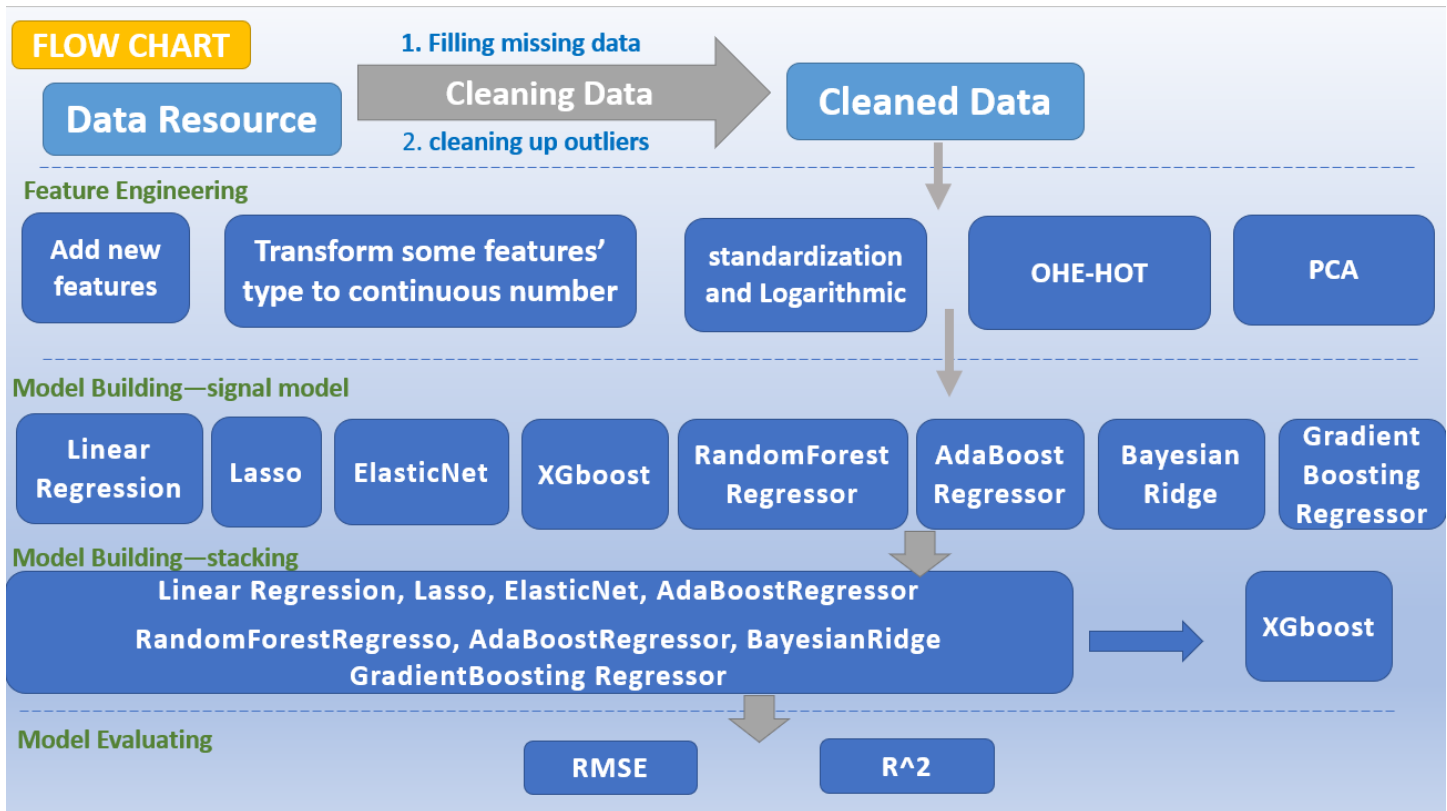 FLOW CHART
1. Filling missing data
Data Resource
Cleaning Data
Cleaned Data
2. cleaning up outliers
Feature Engineering
Add new
features
Transform some features’
type to continuous number
standardization
and Logarithmic
OHE-HOT
PCA
Model Building—signal model
Linear
Regression
Lasso
ElasticNet
XGboost
RandomForest
Regressor
AdaBoost
Regressor
Bayesian
Ridge
Gradient
Boosting
Regressor
Model Building—stacking
Linear Regression, Lasso, ElasticNet, AdaBoostRegressor
RandomForestRegresso, AdaBoostRegressor, BayesianRidge
GradientBoosting Regressor
XGboost
Model Evaluating
RMSE
R^2